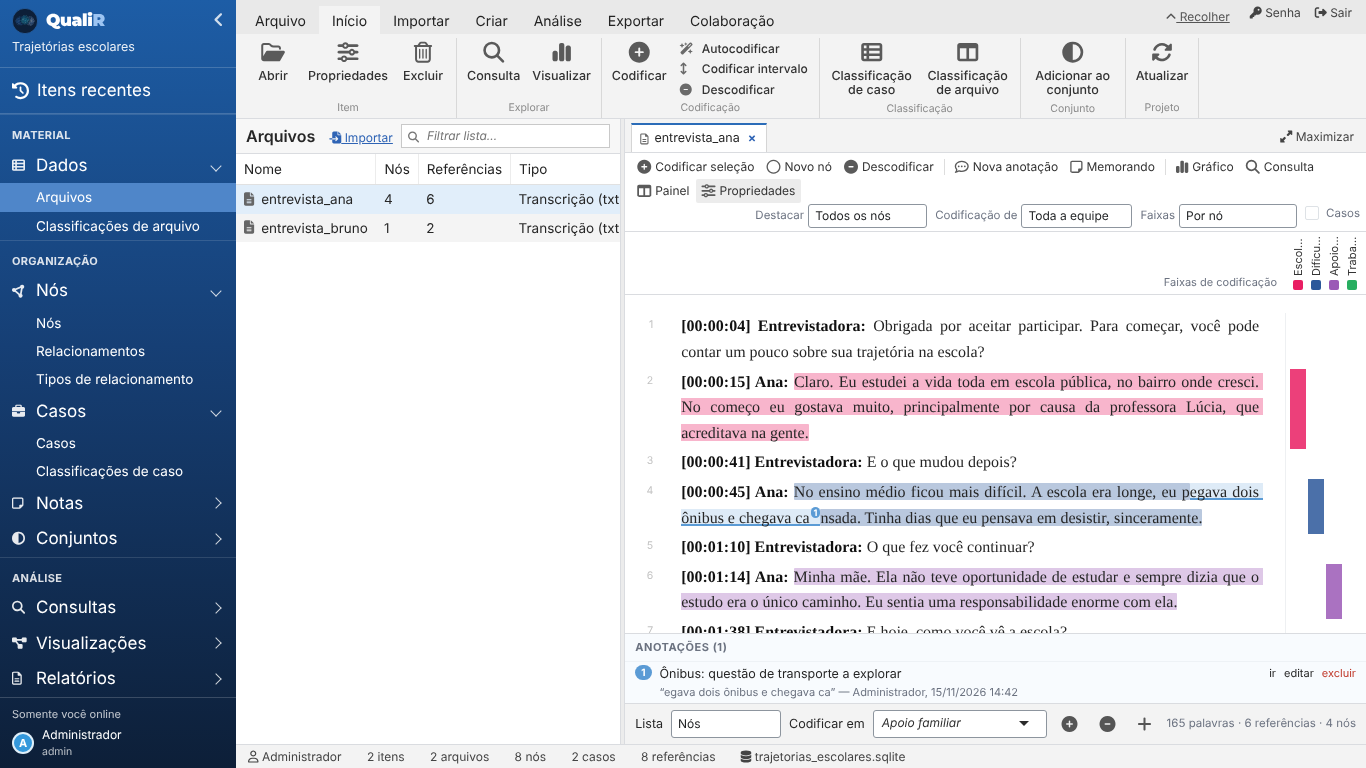 QualiR
Trajetórias escolares
Itens recentes
MATERIAL
Dados
Arquivos
Classificações de arquivo
ORGANIZAÇÃO
Nós
Nós
Relacionamentos
Tipos de relacionamento
Casos
Casos
Classificações de caso
Notas
Conjuntos
ANÁLISE
Consultas
Visualizações
Relatórios
Somente você online
A
Administrador
admin
Arquivo Início Importar Criar Análise Exportar Colaboração
Recolher Senha Sair
Abrir Propriedades Excluir
Item
Consulta Visualizar
Explorar
Codificar
Autocodificar
Codificar intervalo
Descodificar
Codificação
Classificação de caso
Classificação de arquivo
Classificação
Adicionar ao conjunto
Conjunto
Atualizar
Projeto
Arquivos Importar Filtrar lista...
Nome Nós Referências Tipo
entrevista_ana 4 6 Transcrição (txt
entrevista_bruno 1 2 Transcrição (txt
entrevista_ana × Maximizar
Codificar seleção Novo nó Descodificar Nova anotação Memorando Gráfico Consulta
Painel Propriedades
Destacar Todos os nós Codificação de Toda a equipe Faixas Por nó Casos
Faixas de codificação Escol... Dificu... Apoio... Traba...
1 [00:00:04] Entrevistadora: Obrigada por aceitar participar. Para começar, você pode
contar um pouco sobre sua trajetória na escola?
2 [00:00:15] Ana: Claro. Eu estudei a vida toda em escola pública, no bairro onde cresci.
No começo eu gostava muito, principalmente por causa da professora Lúcia, que
acreditava na gente.
3 [00:00:41] Entrevistadora: E o que mudou depois?
4 [00:00:45] Ana: No ensino médio ficou mais difícil. A escola era longe, eu pegava dois
ônibus e chegava ca1nsada. Tinha dias que eu pensava em desistir, sinceramente.
5 [00:01:10] Entrevistadora: O que fez você continuar?
6 [00:01:14] Ana: Minha mãe. Ela não teve oportunidade de estudar e sempre dizia que o
estudo era o único caminho. Eu sentia uma responsabilidade enorme com ela.
7 [00:01:38] Entrevistadora: E hoje, como você vê a escola?
ANOTAÇÕES (1)
1 Ônibus: questão de transporte a explorar ir editar excluir
“egava dois ônibus e chegava ca” — Administrador, 15/11/2026 14:42
Lista Nós Codificar em Apoio familiar 165 palavras · 6 referências · 4 nós
Administrador 2 itens 2 arquivos 8 nós 2 casos 8 referências trajetorias_escolares.sqlite